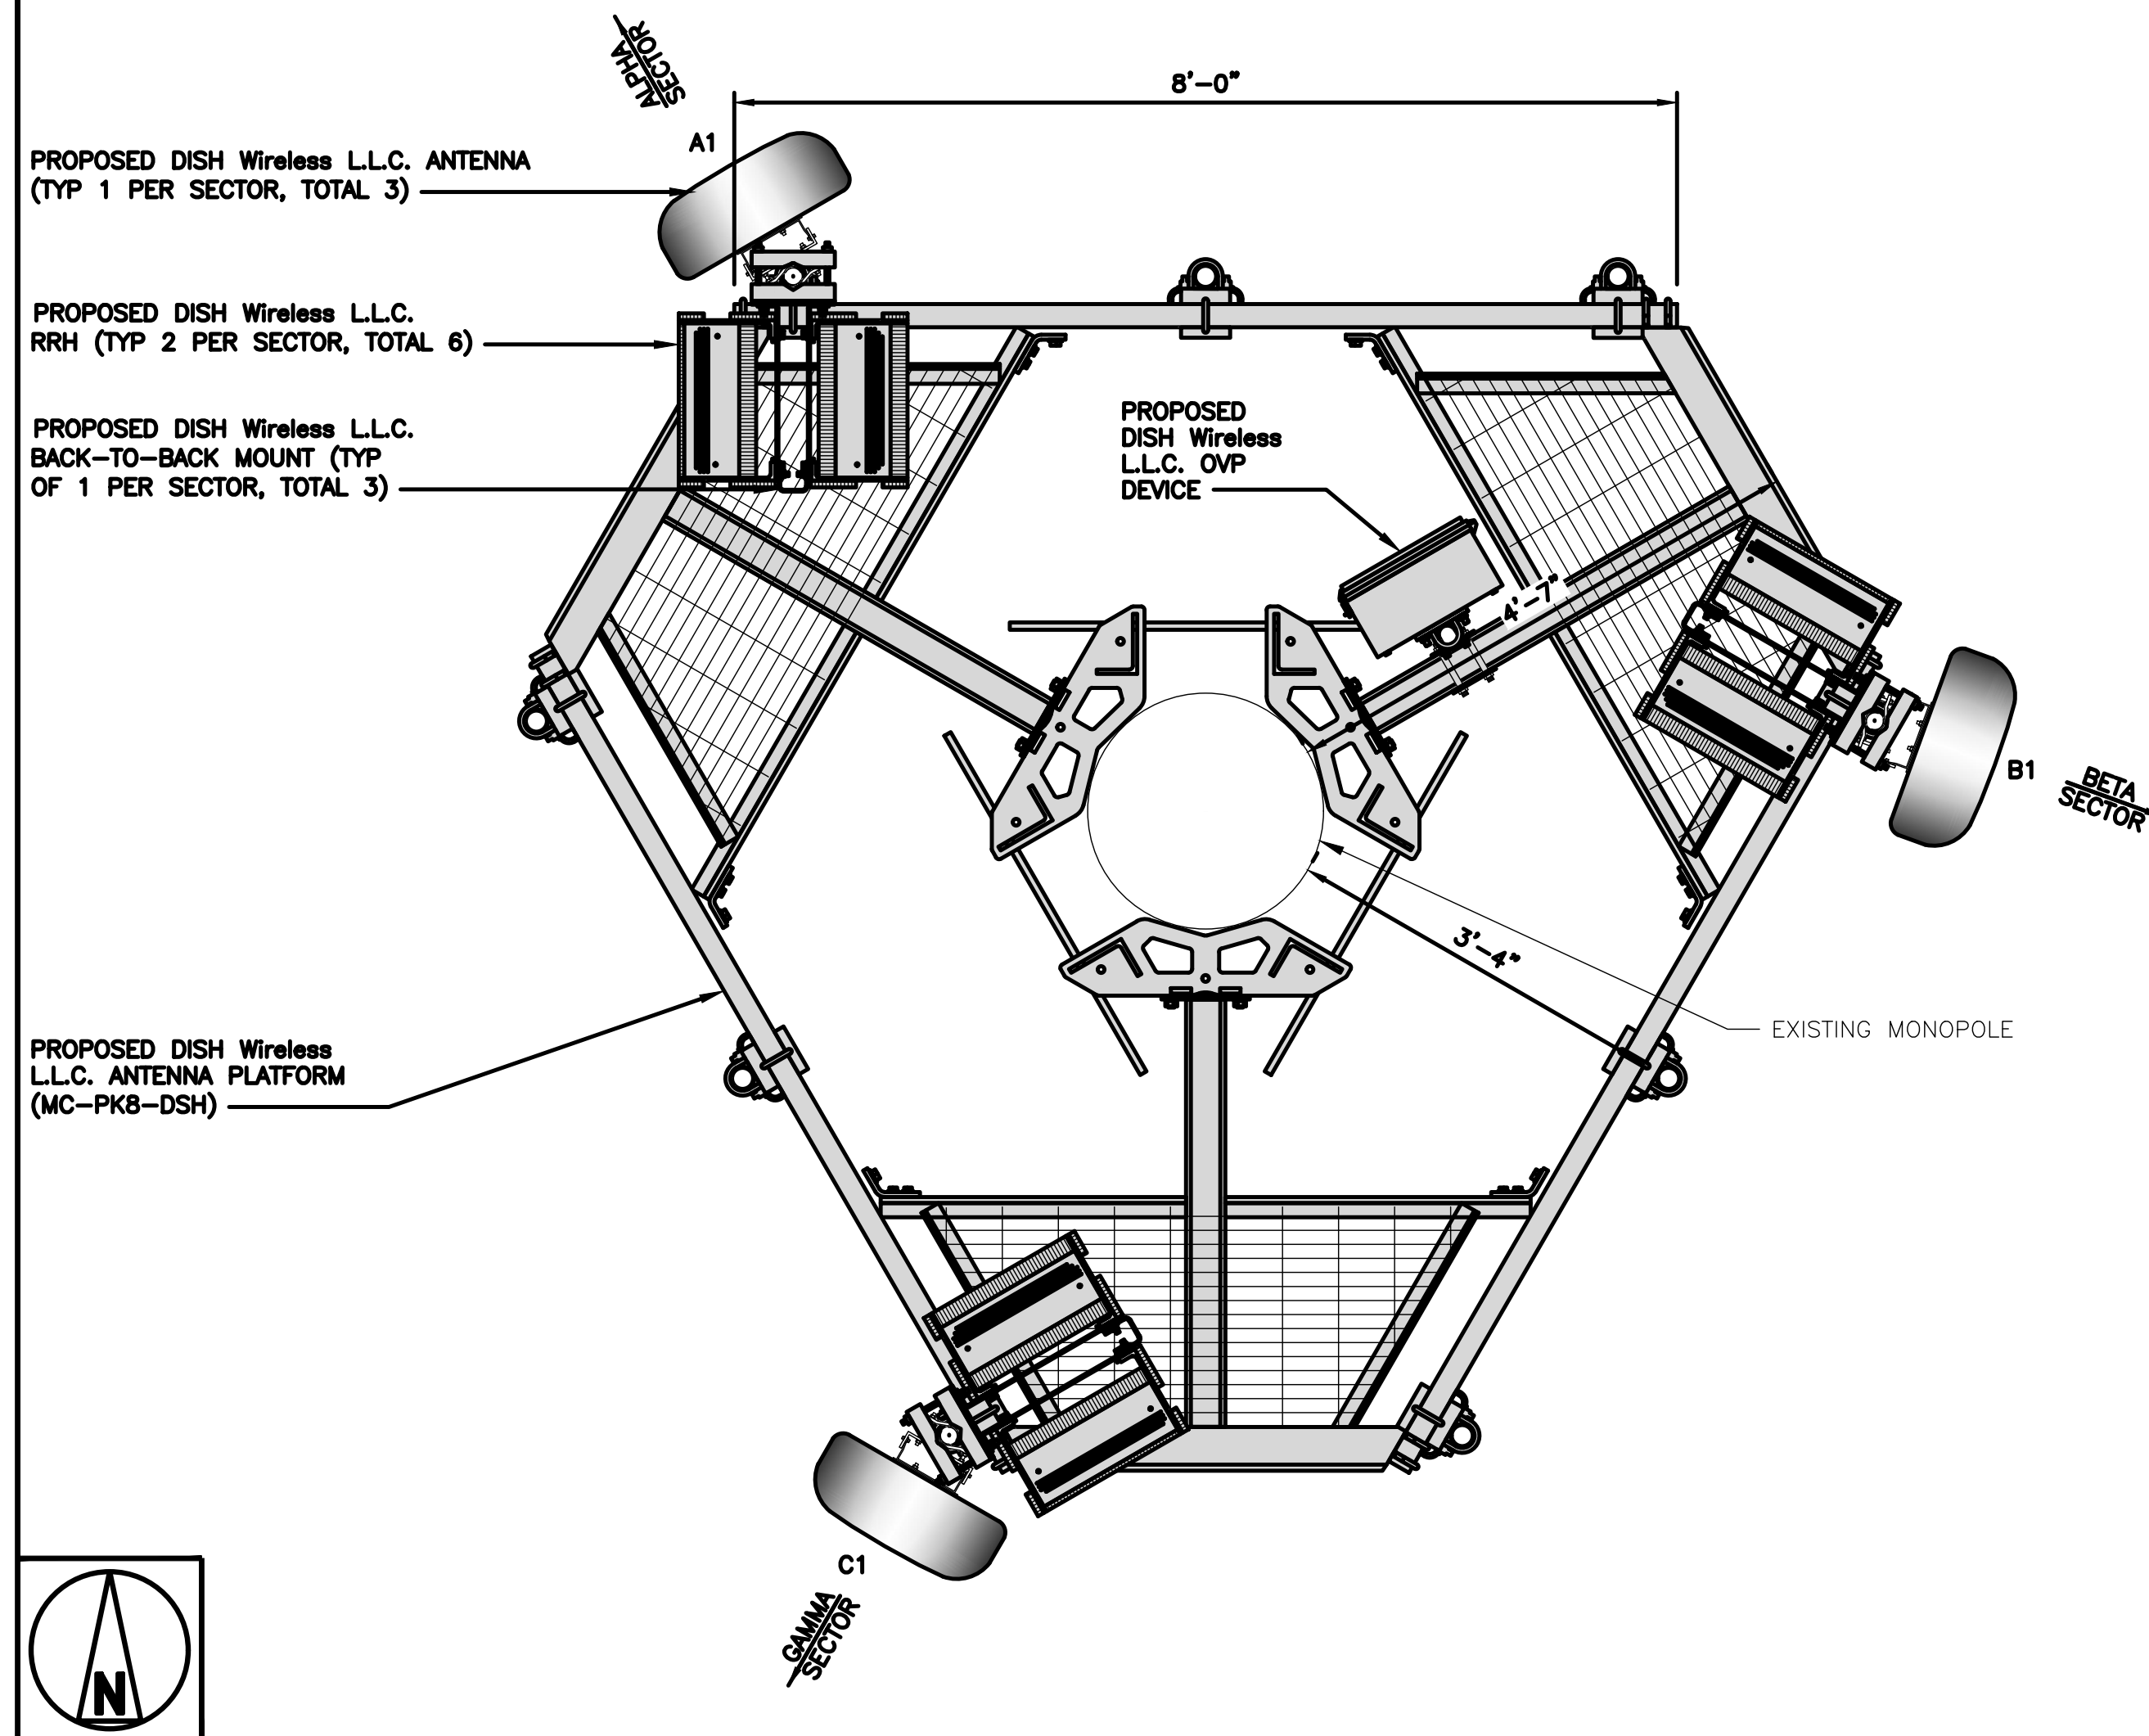 ALPHA
SECTOR
8'-0"
A1
PROPOSED DISH Wireless L.L.C. ANTENNA
(TYP 1 PER SECTOR, TOTAL 3)
PROPOSED DISH Wireless L.L.C.
RRH (TYP 2 PER SECTOR, TOTAL 6)
PROPOSED DISH Wireless L.L.C.
BACK-TO-BACK MOUNT (TYP
OF 1 PER SECTOR, TOTAL 3)
PROPOSED
DISH Wireless
L.L.C. OVP
DEVICE
4'-7"
B1
BETA
SECTOR
3'-4"
EXISTING MONOPOLE
PROPOSED DISH Wireless
L.L.C. ANTENNA PLATFORM
(MC-PK8-DSH)
C1
GAMMA
SECTOR
N